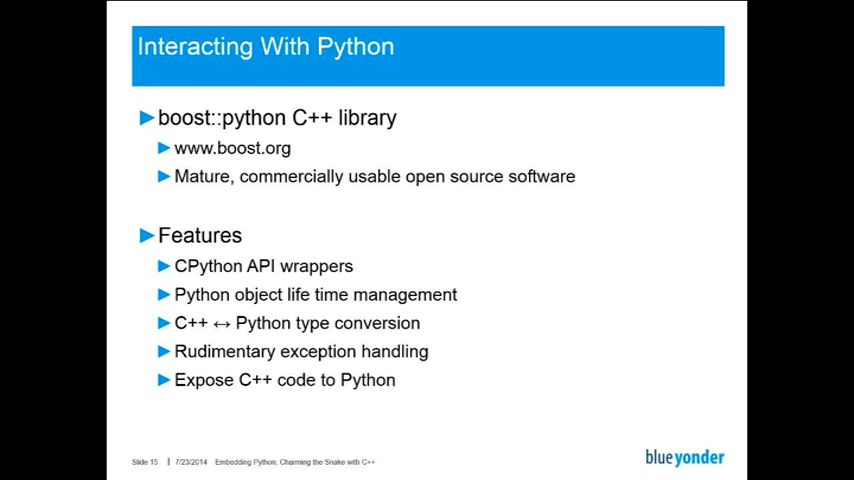 Interacting With Python
boost::python C++ library
www.boost.org
Mature, commercially usable open source software
Features
CPython API wrappers
Python object life time management
C++ ↔ Python type conversion
Rudimentary exception handling
Expose C++ code to Python
Slide 15 | 7/23/2014 Embedding Python: Charming the Snake with C++
blueyonder